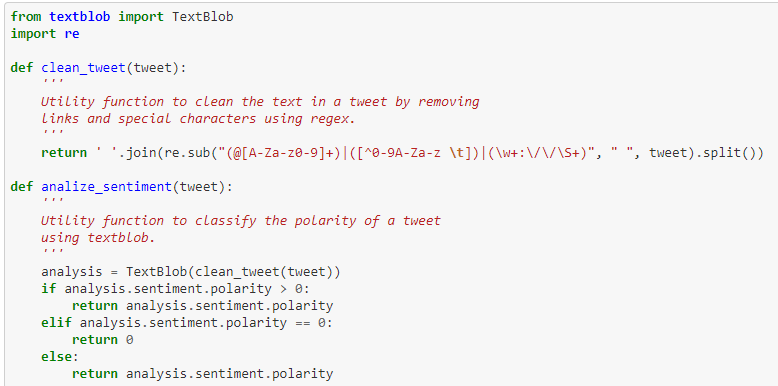 from textblob import TextBlob
import re
def clean_tweet(tweet):
    '''
    Utility function to clean the text in a tweet by removing
    links and special characters using regex.
    '''
    return ' '.join(re.sub("(@[A-Za-z0-9]+)|([^0-9A-Za-z \t])|(\w+:\/\/\S+)", " ", tweet).split())
def analize_sentiment(tweet):
    '''
    Utility function to classify the polarity of a tweet
    using textblob.
    '''
    analysis = TextBlob(clean_tweet(tweet))
    if analysis.sentiment.polarity > 0:
        return analysis.sentiment.polarity
    elif analysis.sentiment.polarity == 0:
        return 0
    else:
        return analysis.sentiment.polarity